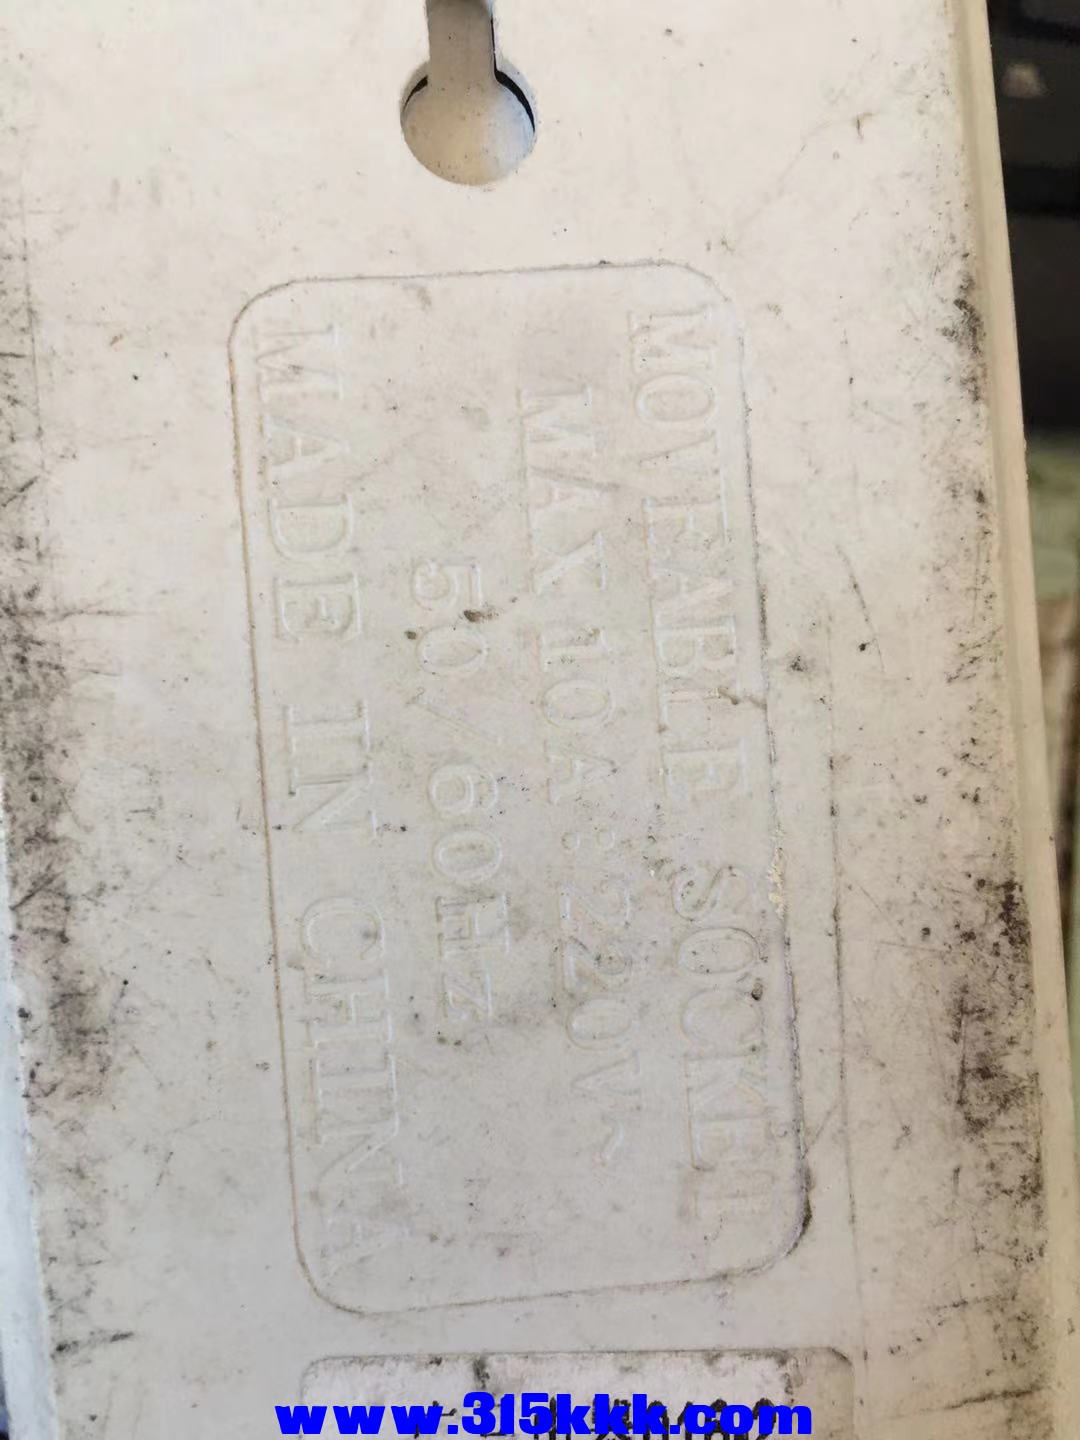 MOVEABLE SOCKET
MAX 10A:220V~
50/60Hz
MADE IN CHINA
www.315kkk.com